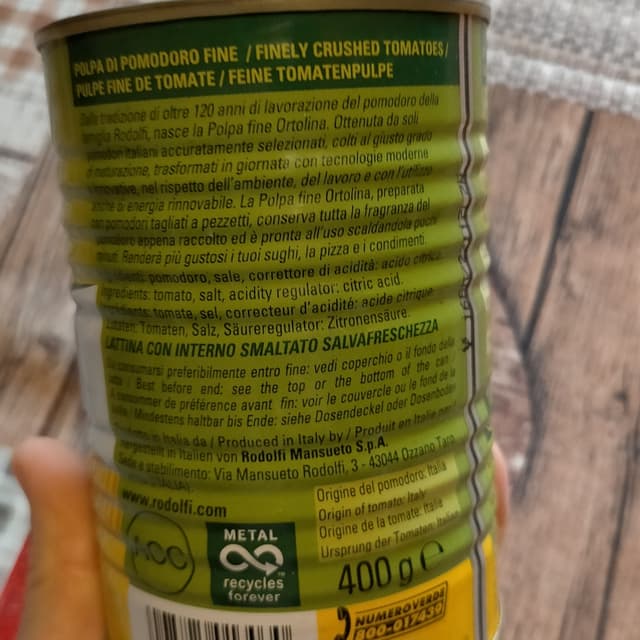 POLPA DI POMODORO FINE / FINELY CRUSHED TOMATOES /
PULPE FINE DE TOMATE / FEINE TOMATENPULPE
Dalla tradizione di oltre 120 anni di lavorazione del pomodoro della
famiglia Rodolfi, nasce la Polpa fine Ortolina. Ottenuta da soli
pomodori italiani accuratamente selezionati, colti al giusto grado
di maturazione, trasformati in giornata con tecnologie moderne
e innovative, nel rispetto dell'ambiente, del lavoro e con l'utilizzo
anche di energia rinnovabile. La Polpa fine Ortolina, preparata
con pomodori tagliati a pezzetti, conserva tutta la fragranza del
pomodoro appena raccolto ed è pronta all'uso scaldandola pochi
minuti. Renderà più gustosi i tuoi sughi, la pizza e i condimenti.
Ingredienti: pomodoro, sale, correttore di acidità: acido citrico.
Ingredients: tomato, salt, acidity regulator: citric acid.
Ingrédients: tomate, sel, correcteur d'acidité: acide citrique.
Zutaten: Tomaten, Salz, Säureregulator: Zitronensäure.
LATTINA CON INTERNO SMALTATO SALVAFRESCHEZZA
Da consumarsi preferibilmente entro fine: vedi coperchio o il fondo della
/ Best before end: see the top or the bottom of the can
consommer de préférence avant fin: voir le couvercle ou le fond de la
/ Mindestens haltbar bis Ende: siehe Dosendeckel oder Dosenboden
Prodotto in Italia da / Produced in Italy by / Produit en Italie par
Hergestellt in Italien von Rodolfi Mansueto S.p.A.
Sede e stabilimento: Via Mansueto Rodolfi, 3 - 43044 Ozzano Taro
www.rodolfi.com
Origine del pomodoro: Italia
Origin of tomato: Italy
Origine de la tomate: Italie
Ursprung der Tomaten: Italien
METAL
recycles
forever
400 g e
NUMEROVERDE
800-017439